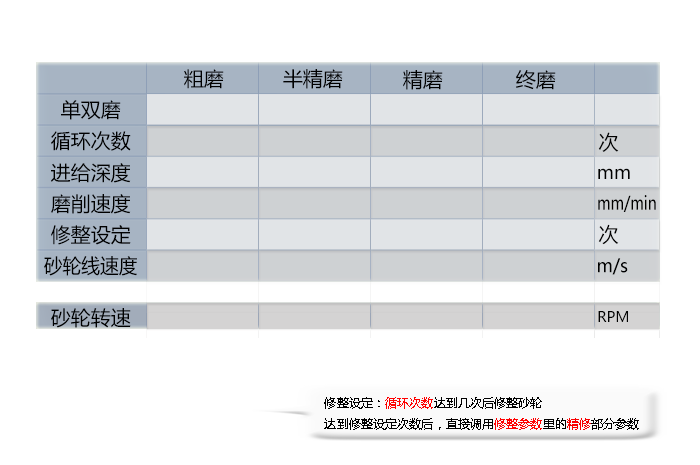 粗磨 半精磨 精磨 终磨
单双磨
循环次数 次
进给深度 mm
磨削速度 mm/min
修整设定 次
砂轮线速度 m/s
砂轮转速 RPM
修整设定：循环次数达到几次后修整砂轮
达到修整设定次数后，直接调用修整参数里的精修部分参数